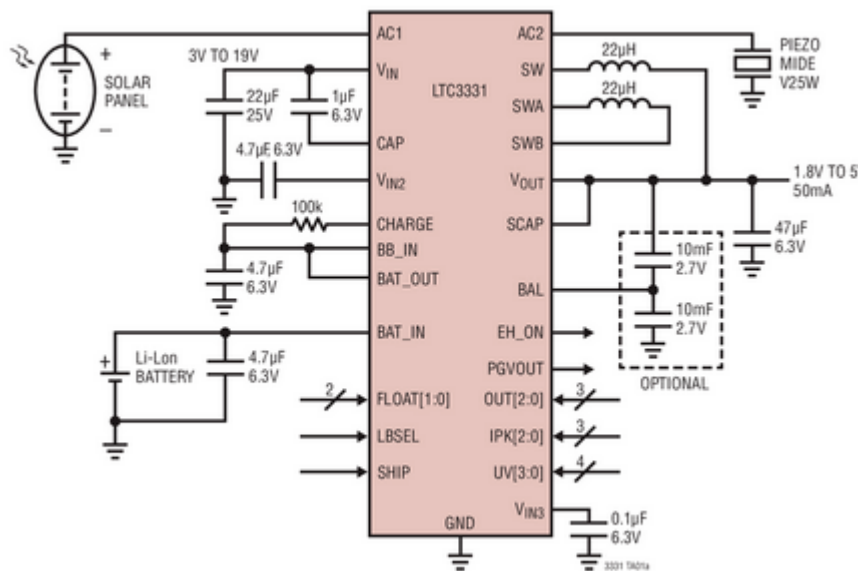 AC1
AC2
+
SOLAR
PANEL
–
3V TO 19V
VIN
22µF
25V
1µF
6.3V
CAP
4.7µF, 6.3V
VIN2
100k
CHARGE
BB_IN
4.7µF
6.3V
BAT_OUT
BAT_IN
+
Li-Lon
BATTERY
4.7µF
6.3V
2
FLOAT[1:0]
LBSEL
SHIP
LTC3331
GND
22µH
SW
22µH
SWA
SWB
PIEZO
MIDE
V25W
VOUT
1.8V TO 5
50mA
SCAP
47µF
6.3V
10mF
2.7V
BAL
10mF
2.7V
OPTIONAL
EH_ON
PGVOUT
OUT[2:0]
3
IPK[2:0]
3
UV[3:0]
4
VIN3
0.1µF
6.3V
3331 TA01a